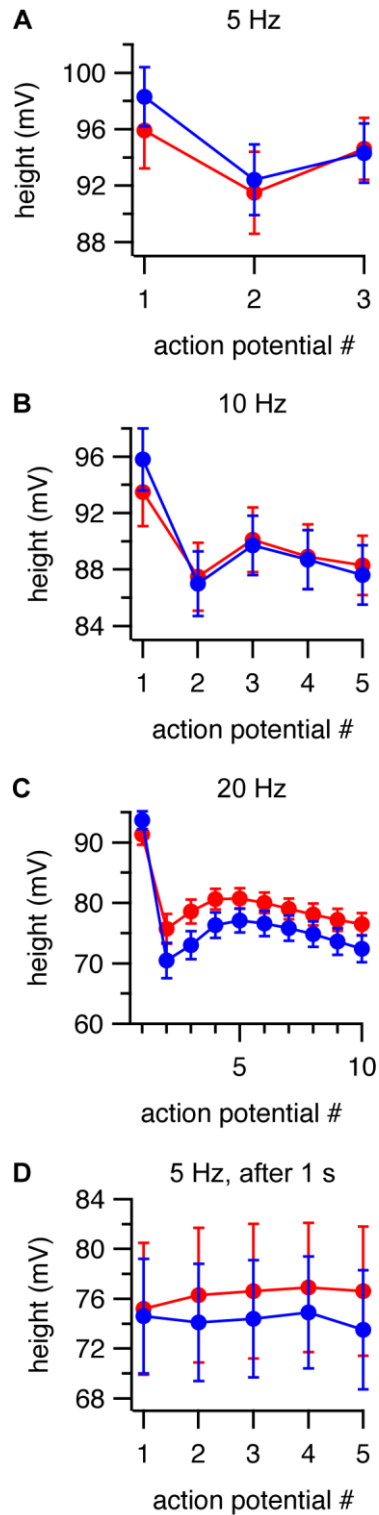 A 5 Hz
100
96
92
88
height (mV)
1 2 3
action potential #
B 10 Hz
96
92
88
84
height (mV)
1 2 3 4 5
action potential #
C 20 Hz
90
80
70
60
height (mV)
5 10
action potential #
D 5 Hz, after 1 s
84
80
76
72
68
height (mV)
1 2 3 4 5
action potential #